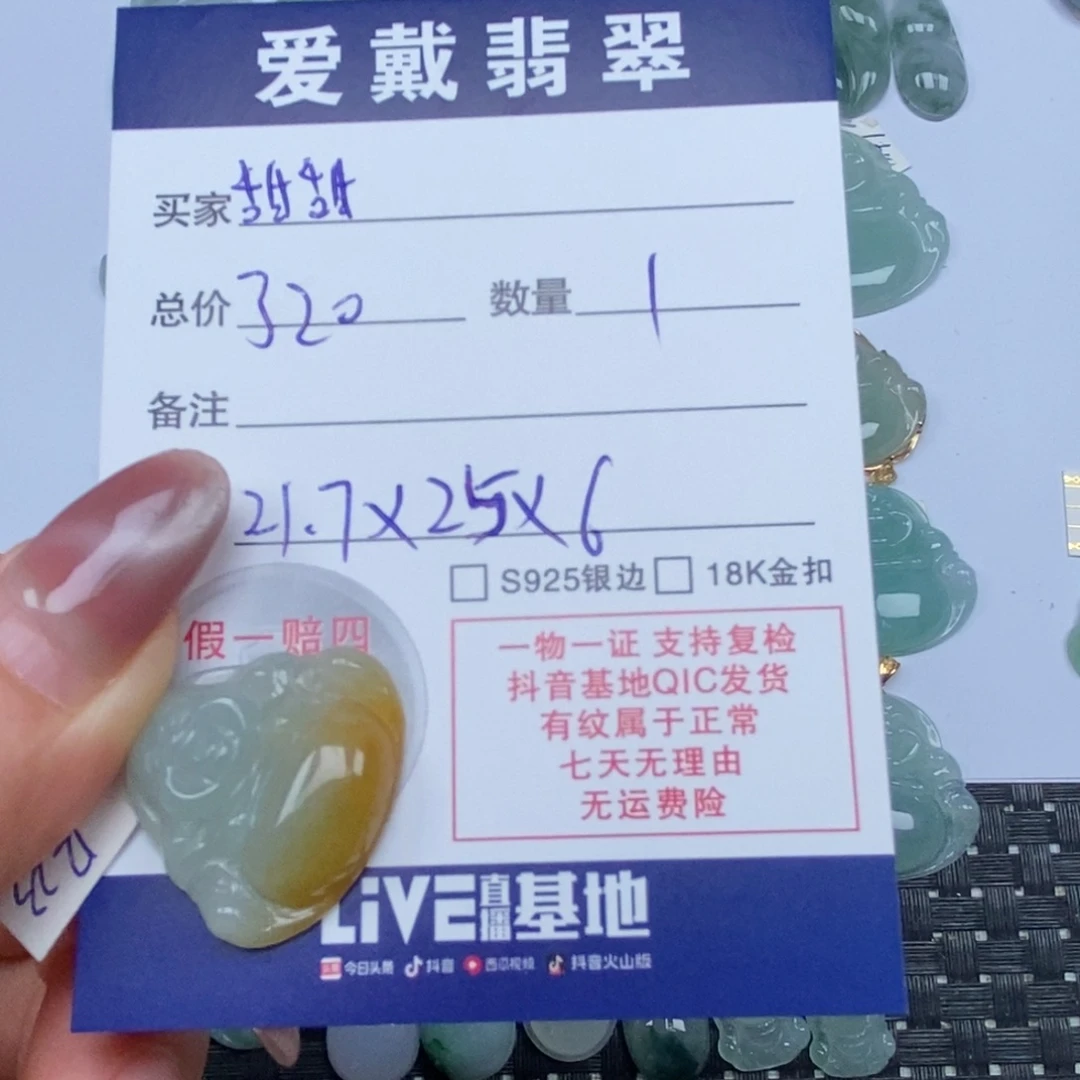 爱戴翡翠
买家
总价 320 数量 1
备注
21.7×25×6
S925银边 18K金扣
假一赔四
一物一证 支持复检
抖音基地QIC发货
有纹属于正常
七天无理由
无运费险
LiVE直播基地
今日头条 抖音 西瓜视频 抖音火山版